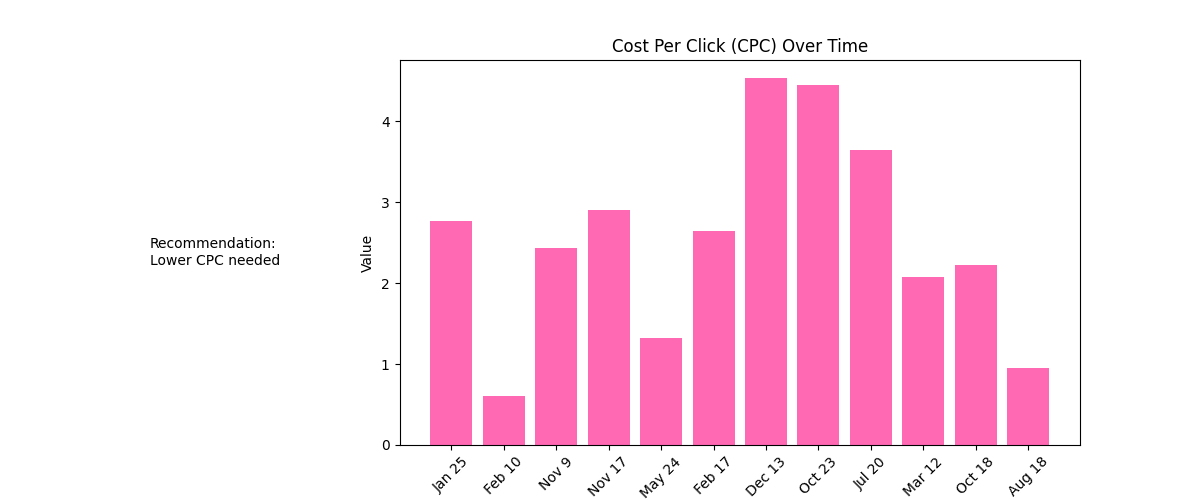 Cost Per Click (CPC) Over Time
Recommendation:
Lower CPC needed
Value
4
3
2
1
0
Jan 25
Feb 10
Nov 9
Nov 17
May 24
Feb 17
Dec 13
Oct 23
Jul 20
Mar 12
Oct 18
Aug 18